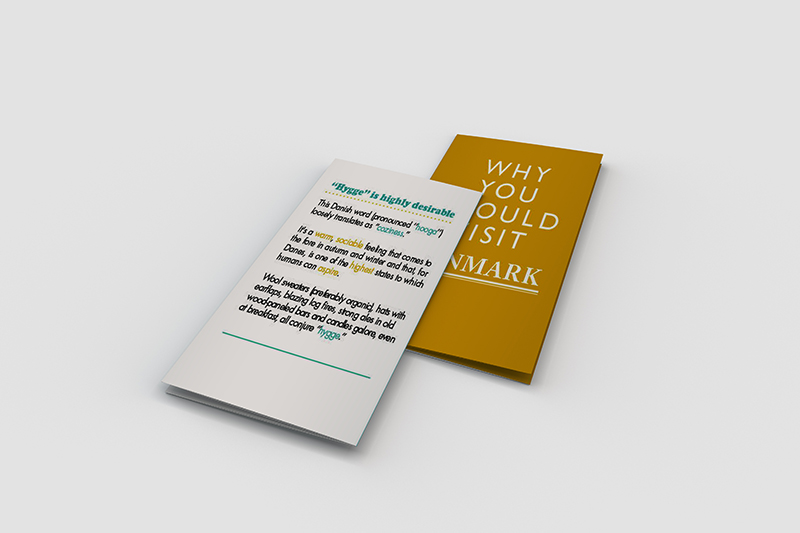 "Hygge" is highly desirable
This Danish word (pronounced "hooga")
loosely translates as "coziness."
It's a warm, sociable feeling that comes to
the fore in autumn and winter and that, for
Danes, is one of the highest states to which
humans can aspire.
Wool sweaters (preferably organic), hats with
earflaps, blazing log fires, strong ales in old
wood-paneled bars and candles galore, even
at breakfast, all conjure "hygge."
WHY
YOU
OULD
ISIT
NMARK